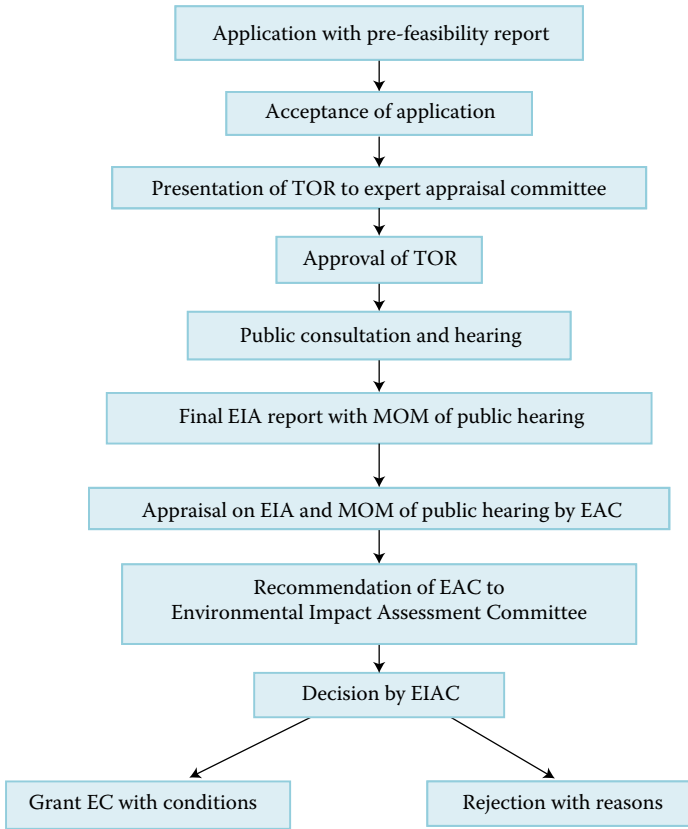 Application with pre-feasibility report
Acceptance of application
Presentation of TOR to expert appraisal committee
Approval of TOR
Public consultation and hearing
Final EIA report with MOM of public hearing
Appraisal on EIA and MOM of public hearing by EAC
Recommendation of EAC to
Environmental Impact Assessment Committee
Decision by EIAC
Grant EC with conditions
Rejection with reasons